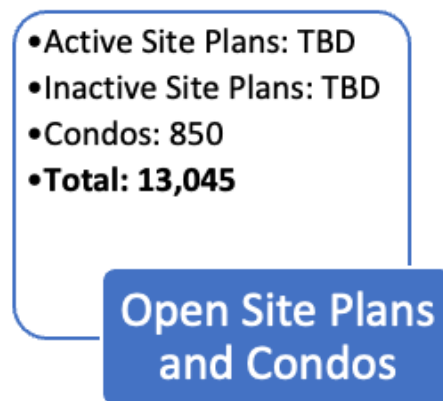 •Active Site Plans: TBD
•Inactive Site Plans: TBD
•Condos: 850
•Total: 13,045
Open Site Plans
and Condos